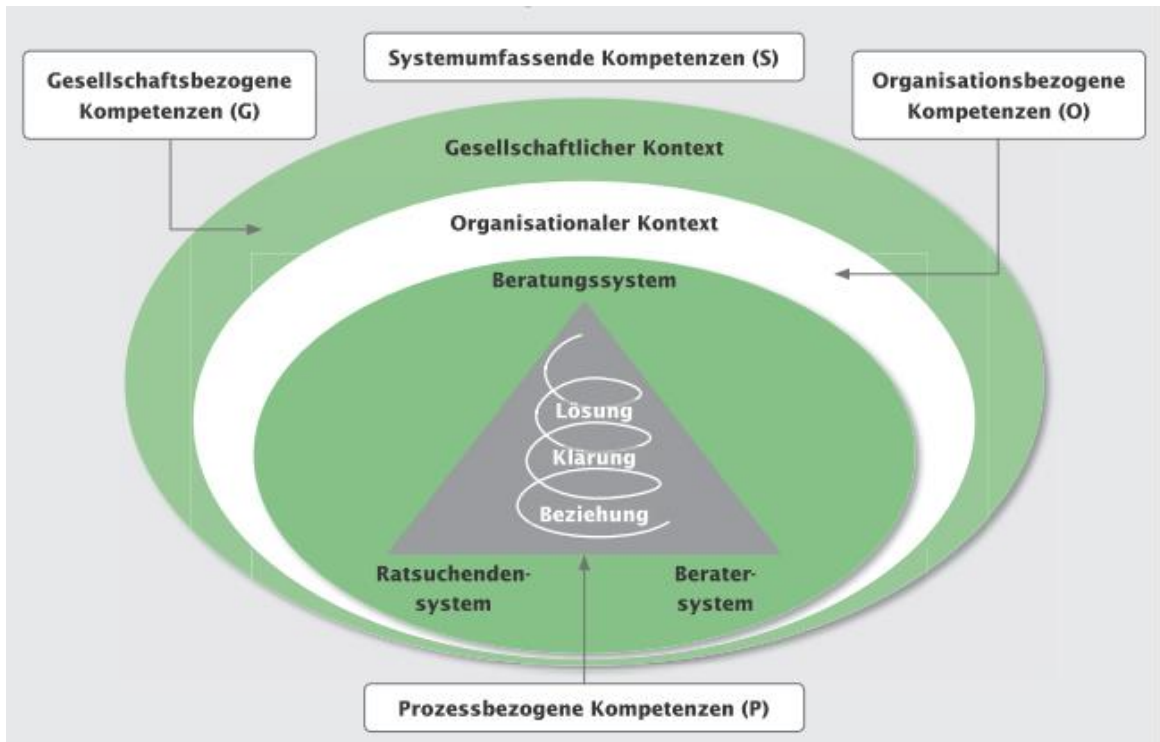 Systemumfassende Kompetenzen (S)
Gesellschaftsbezogene
Kompetenzen (G)
Organisationsbezogene
Kompetenzen (O)
Gesellschaftlicher Kontext
Organisationaler Kontext
Beratungssystem
Lösung
Klärung
Beziehung
Ratsuchenden-
system
Berater-
system
Prozessbezogene Kompetenzen (P)